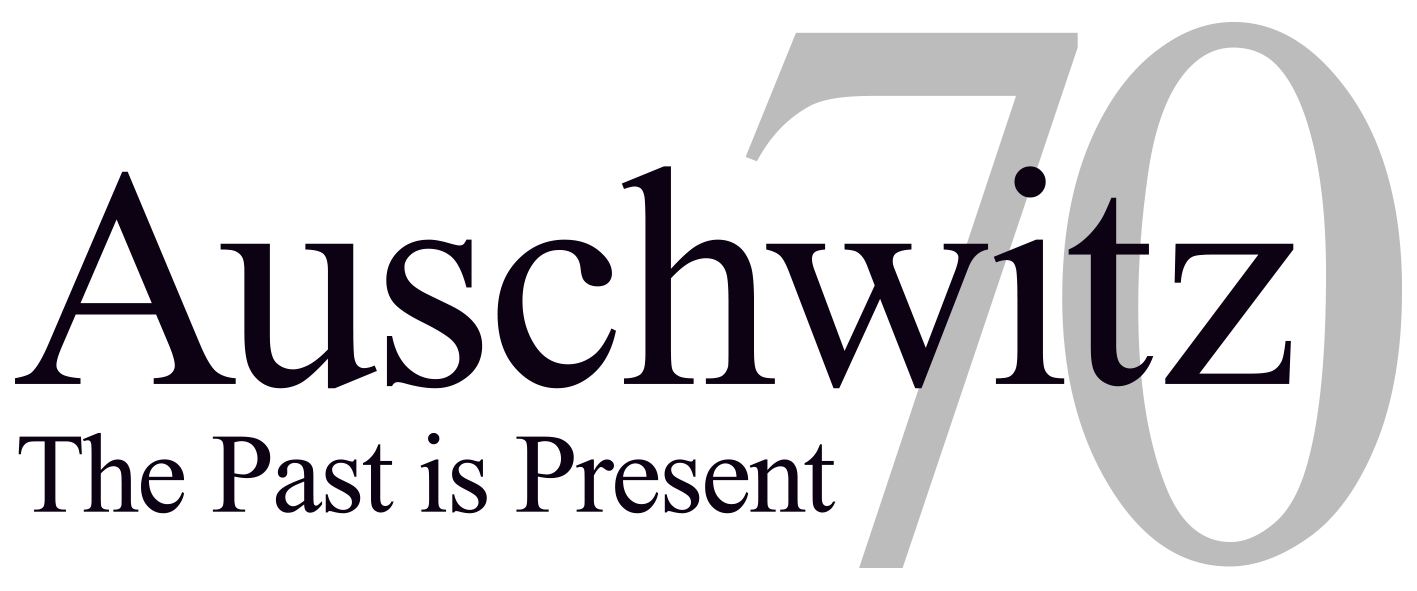 70
Auschwitz
The Past is Present